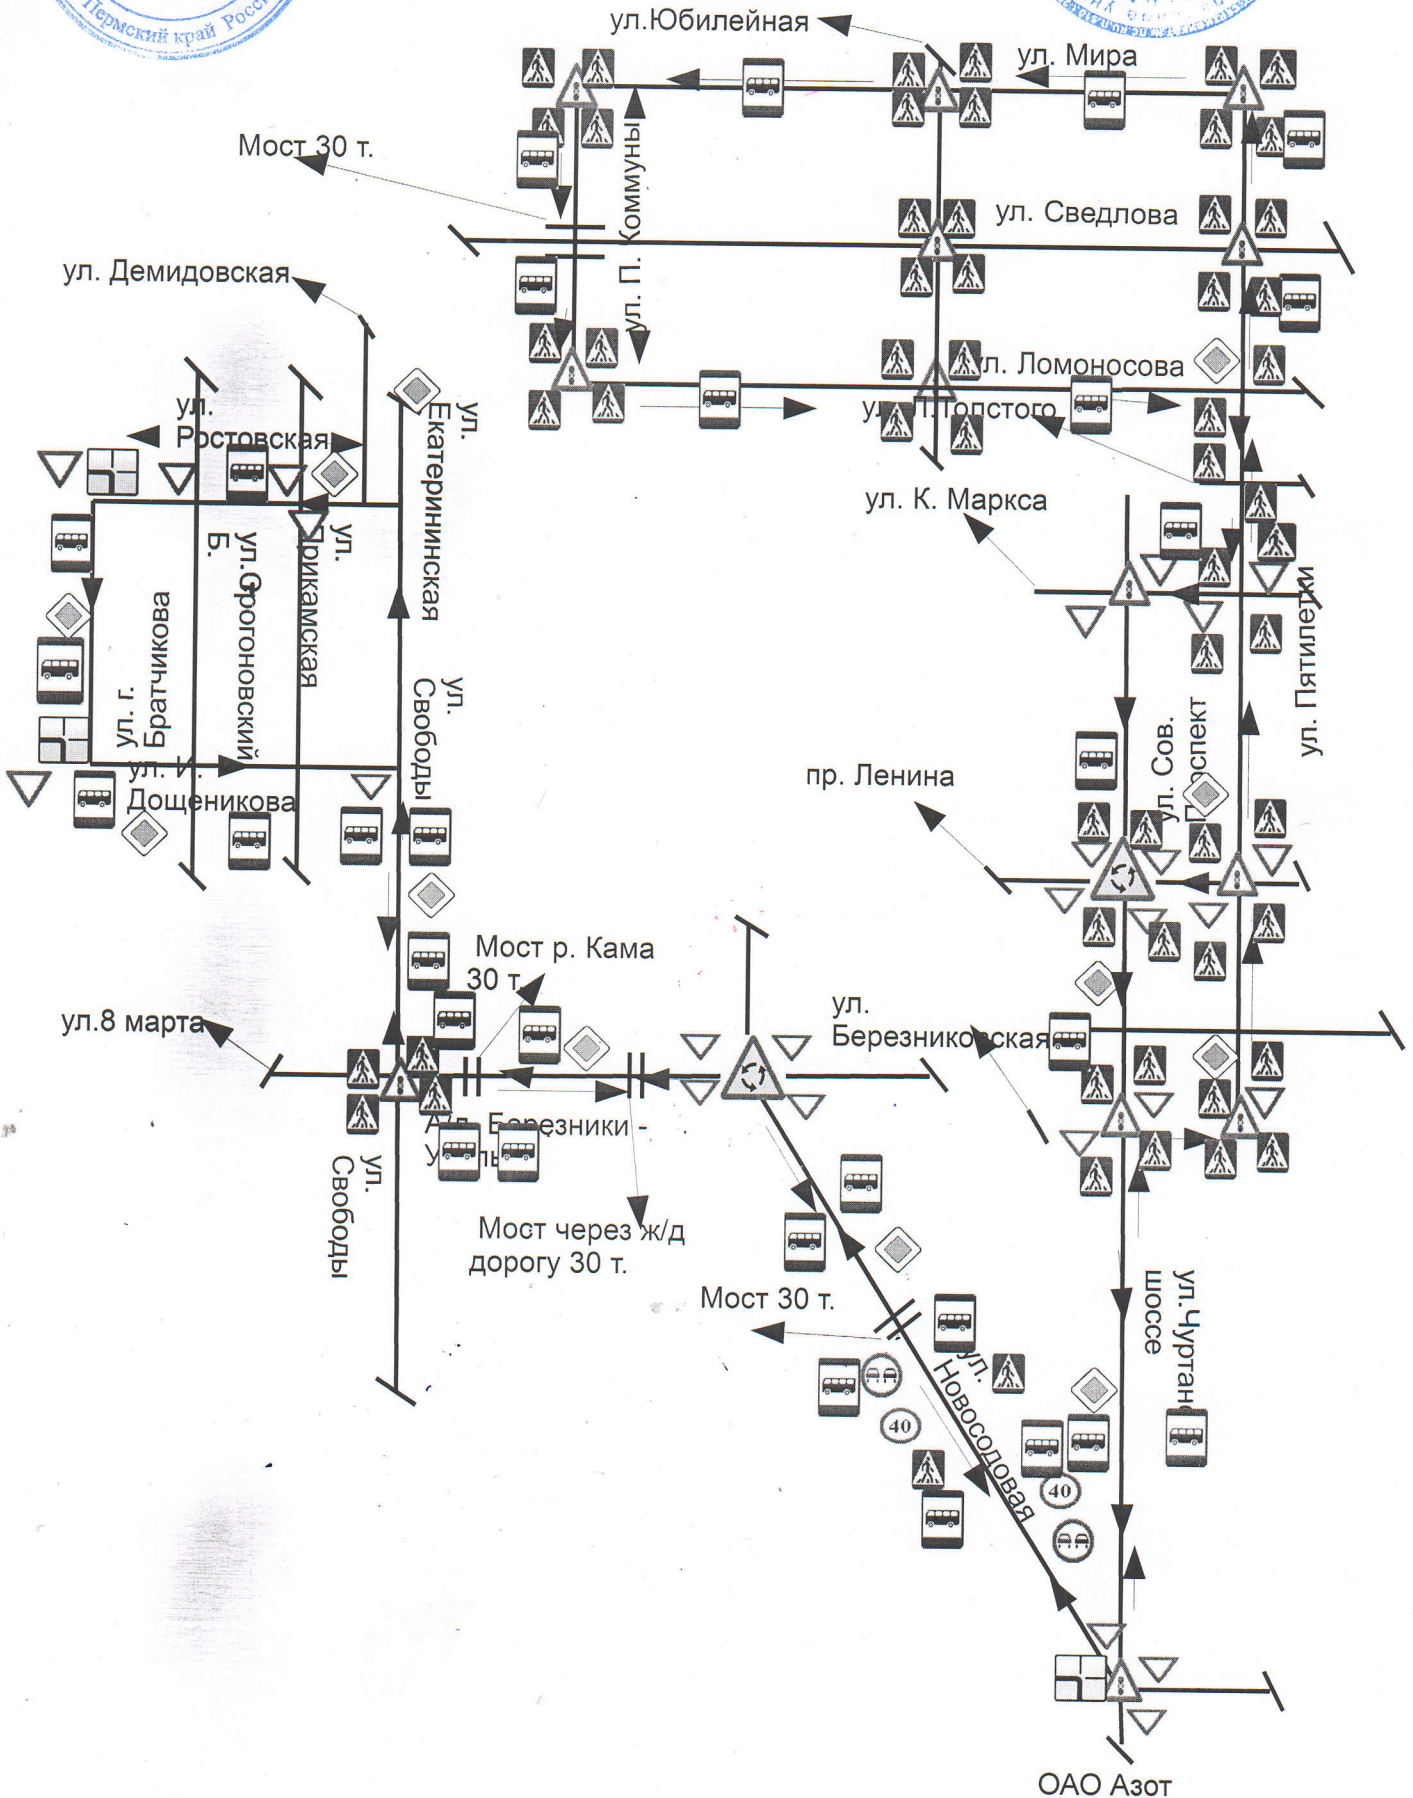 Пермский край
ул.Юбилейная
ул. Мира
Мост 30 т.
ул. П. Коммуны
ул. Сведлова
ул. Демидовская
ул. Ломоносова
ул.
Ростовская
ул.
Екатерининская
ул. Л.Толстого
ул. К. Маркса
ул.
Прикамская
ул.
Б.
ул. г.
Братчикова
ул. И.
Дощеникова
ул.
Свободы
ул. Пятилетки
ул. Сов.
Проспект
пр. Ленина
Мост р. Кама
30 т.
ул.8 марта
ул.
Березниковская
Березники -
ул.
Свободы
Мост через ж/д
дорогу 30 т.
Мост 30 т.
ул.
Новосодовая
40
40
шоссе
ОАО Азот